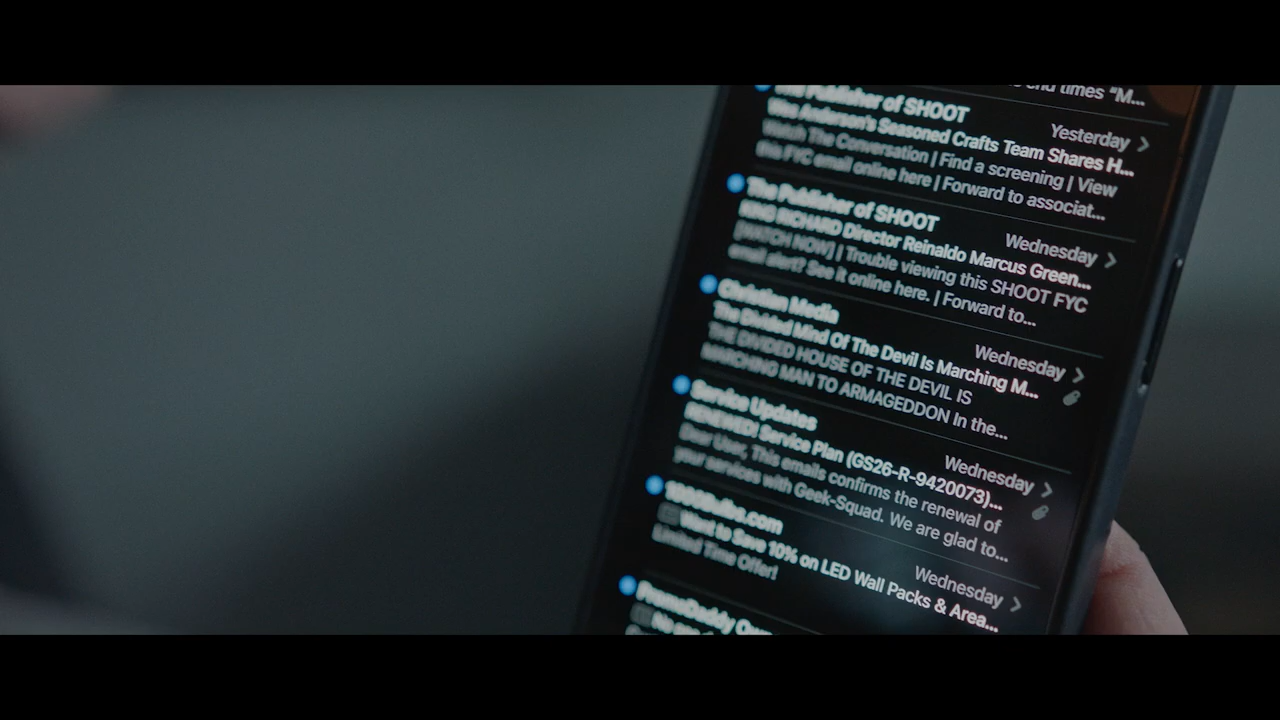 end times “M...
The Publisher of SHOOT
Yesterday
Wes Anderson's Seasoned Crafts Team Shares H...
Watch The Conversation | Find a screening | View
this FYC email online here | Forward to associat...
The Publisher of SHOOT
Wednesday
KING RICHARD Director Reinaldo Marcus Green...
[WATCH NOW] | Trouble viewing this SHOOT FYC
email alert? See it online here. | Forward to...
Christian Media
Wednesday
The Divided Mind Of The Devil Is Marching M...
THE DIVIDED HOUSE OF THE DEVIL IS
MARCHING MAN TO ARMAGEDDON In the...
Service Updates
Wednesday
RENEWED! Service Plan (GS26-R-9420073)...
Dear User, This emails confirms the renewal of
your services with Geek-Squad. We are glad to...
1000Bulbs.com
Wednesday
Want to Save 10% on LED Wall Packs & Area...
Limited Time Offer!
PromoDaddy